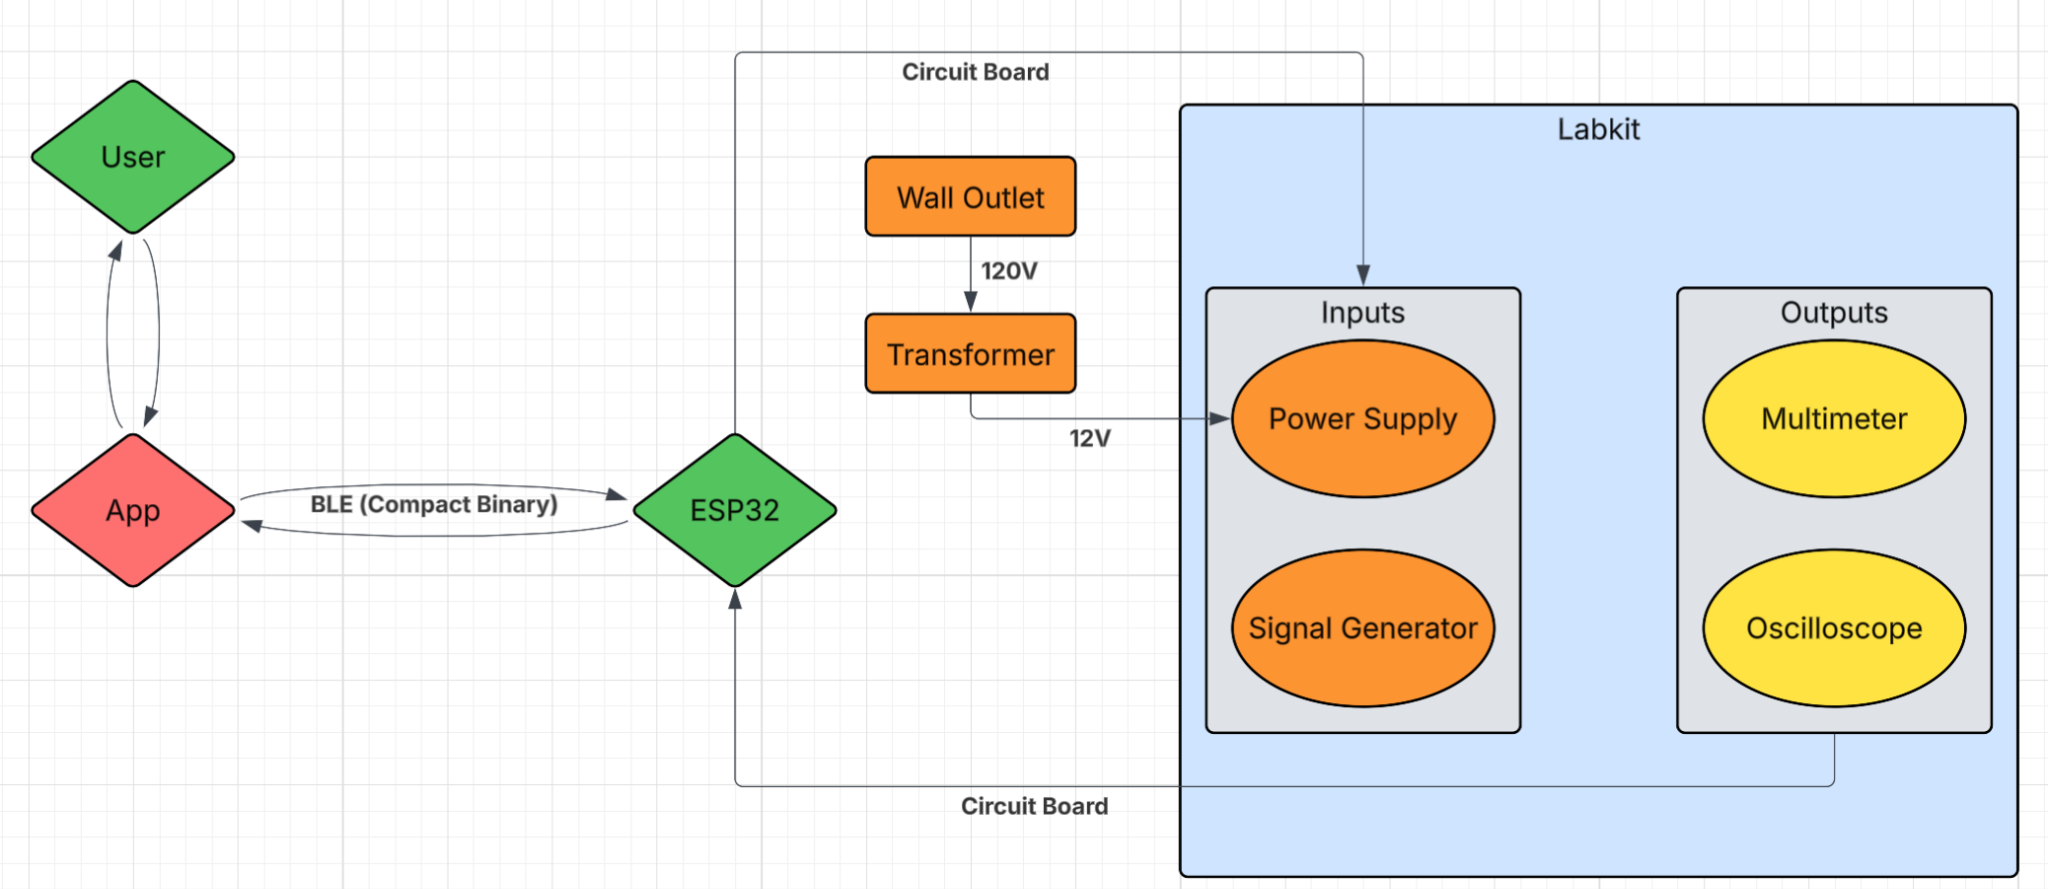 Circuit Board
User
Labkit
Wall Outlet
120V
Transformer
12V
Inputs
Power Supply
Signal Generator
Outputs
Multimeter
Oscilloscope
App
BLE (Compact Binary)
ESP32
Circuit Board